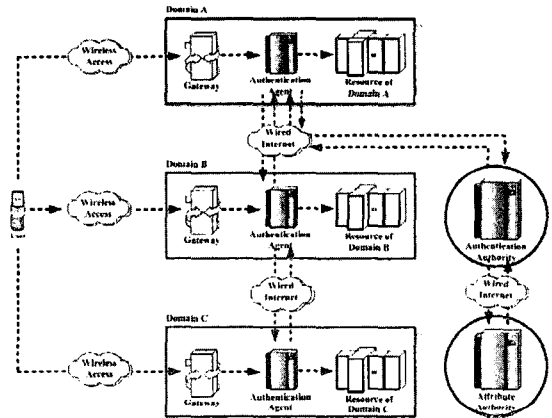 Domain A
Wireless
Access
Gateway
Authentication
Agent
Resource of
Domain A
Wired
Internet
Domain B
Wireless
Access
Gateway
Authentication
Agent
Resource of
Domain B
Authentication
Authority
Wired
Internet
Wired
Internet
Domain C
Wireless
Access
Gateway
Authentication
Agent
Resource of
Domain C
Attribute
Authority